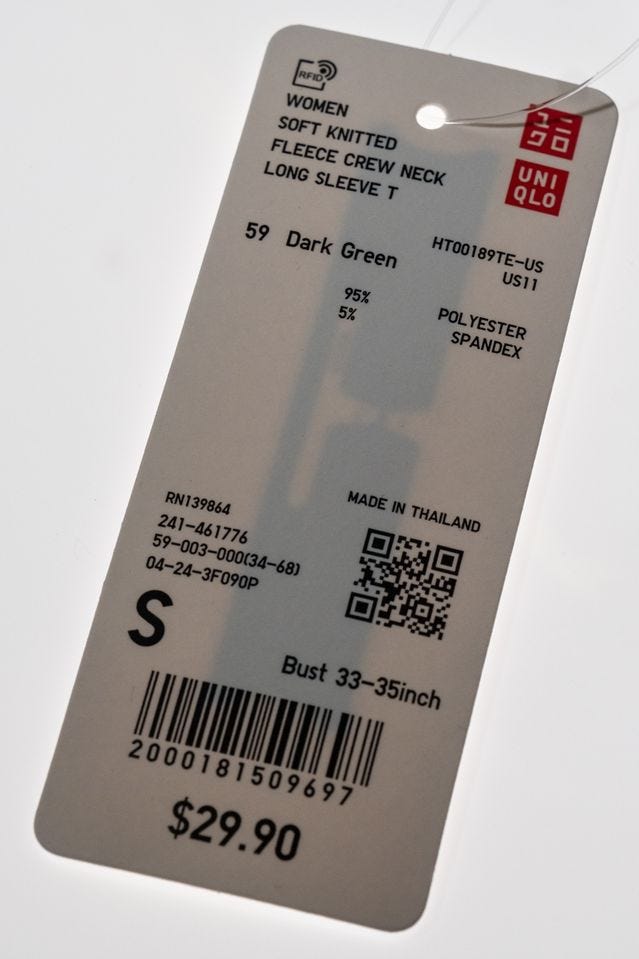 RFID
WOMEN
SOFT KNITTED
FLEECE CREW NECK
LONG SLEEVE T
ユニ
クロ
UNI
QLO
59 Dark Green
HT00189TE-US
US11
95% POLYESTER
5% SPANDEX
RN139864
241-461776
59-003-000(34-68)
04-24-3F090P
MADE IN THAILAND
S
Bust 33-35inch
2000181509697
$29.90